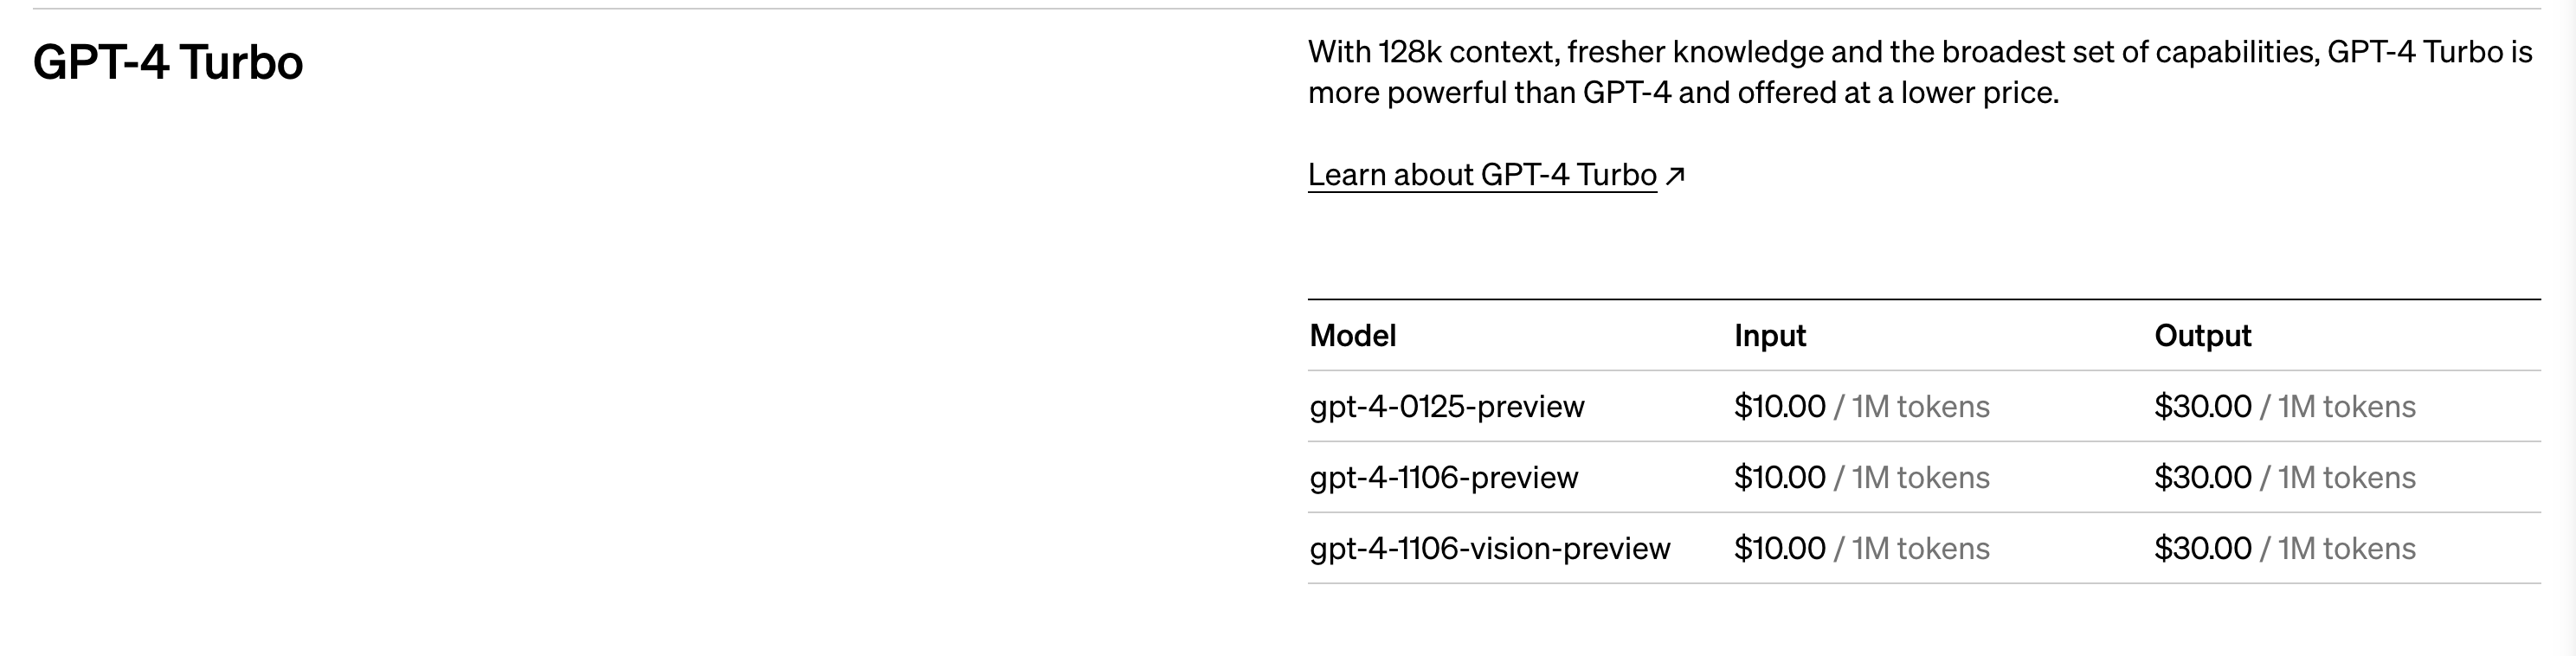 GPT-4 Turbo
With 128k context, fresher knowledge and the broadest set of capabilities, GPT-4 Turbo is
more powerful than GPT-4 and offered at a lower price.
Learn about GPT-4 Turbo ↗
Model Input Output
gpt-4-0125-preview $10.00 / 1M tokens $30.00 / 1M tokens
gpt-4-1106-preview $10.00 / 1M tokens $30.00 / 1M tokens
gpt-4-1106-vision-preview $10.00 / 1M tokens $30.00 / 1M tokens